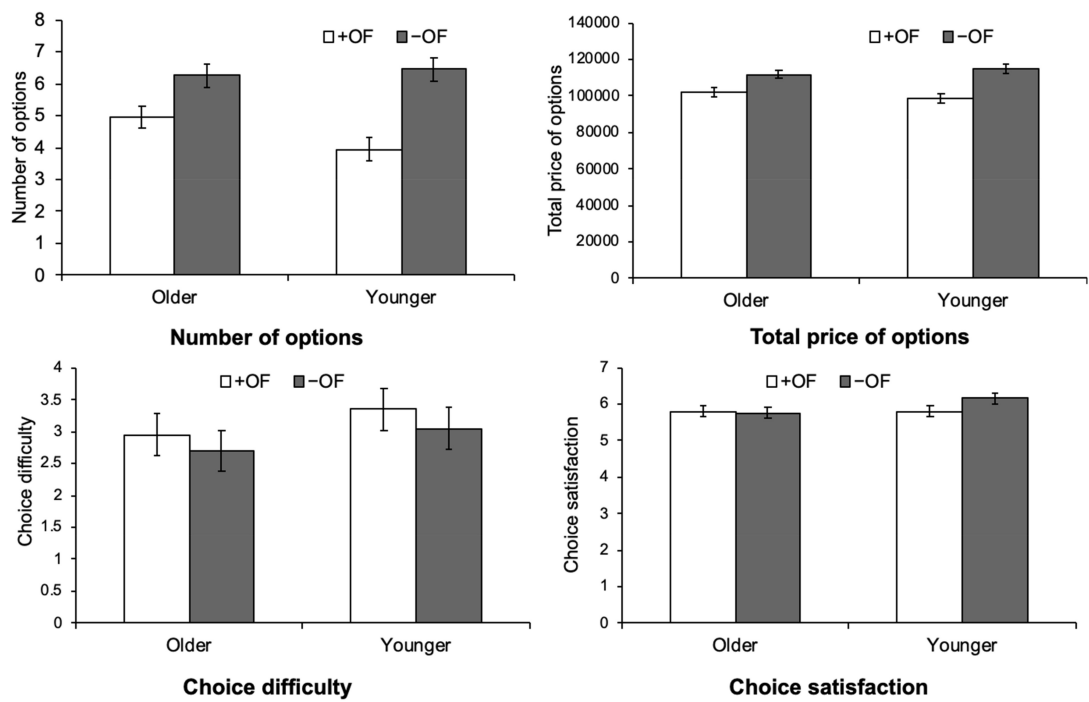 Number of options
8
7
6
5
4
3
2
1
0
+OF −OF
Older Younger
Number of options
Total price of options
140000
120000
100000
80000
60000
40000
20000
0
+OF −OF
Older Younger
Total price of options
Choice difficulty
4
3.5
3
2.5
2
1.5
1
0.5
0
+OF −OF
Older Younger
Choice difficulty
Choice satisfaction
7
6
5
4
3
2
1
0
+OF −OF
Older Younger
Choice satisfaction